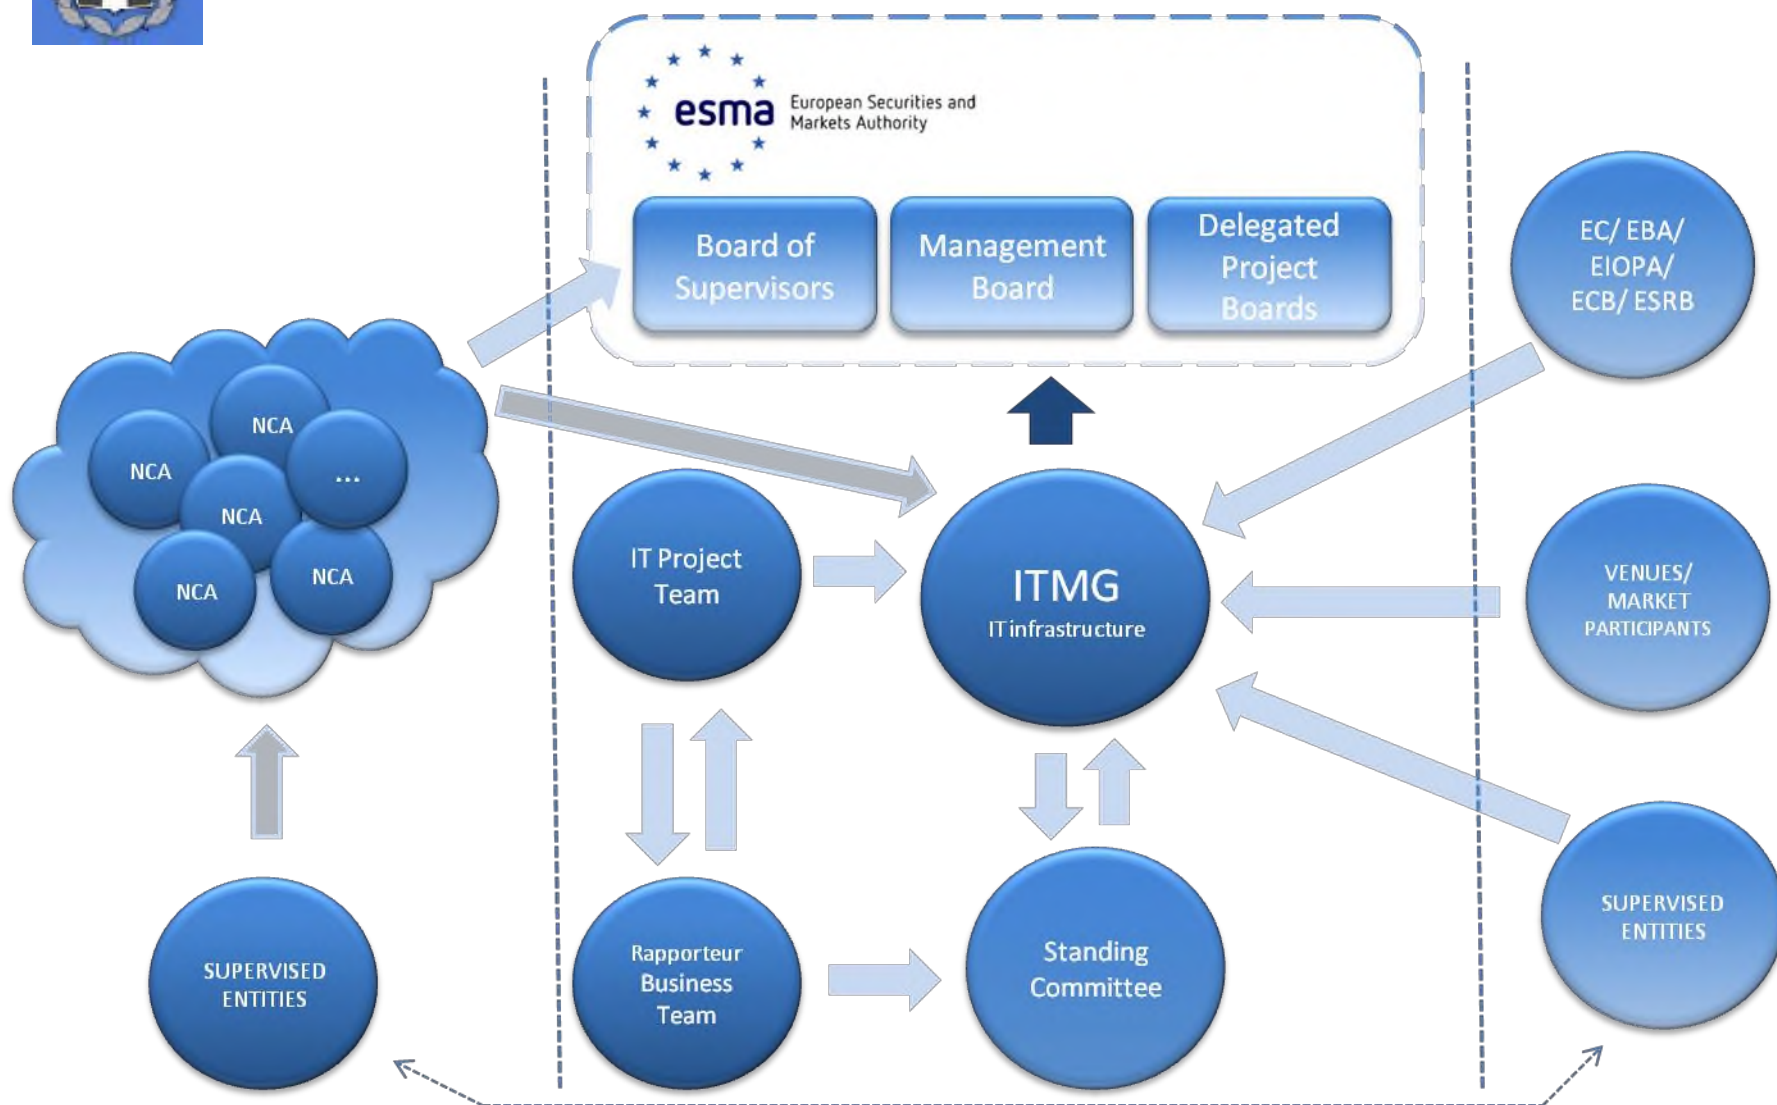 esma
European Securities and
Markets Authority
Board of
Supervisors
Management
Board
Delegated
Project
Boards
EC/ EBA/
EIOPA/
ECB/ ESRB
NCA
NCA
...
NCA
NCA
NCA
IT Project
Team
ITMG
IT infrastructure
VENUES/
MARKET
PARTICIPANTS
SUPERVISED
ENTITIES
Rapporteur
Business
Team
Standing
Committee
SUPERVISED
ENTITIES